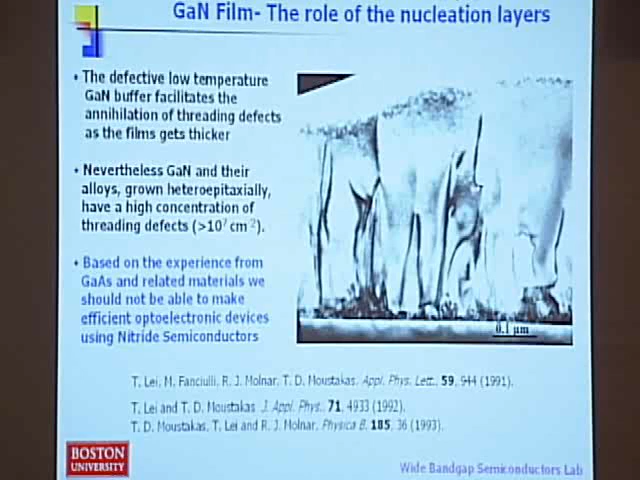 GaN Film- The role of the nucleation layers
• The defective low temperature
GaN buffer facilitates the
annihilation of threading defects
as the films gets thicker
• Nevertheless GaN and their
alloys, grown heteroepitaxially,
have a high concentration of
threading defects (>10⁷ cm⁻²).
• Based on the experience from
GaAs and related materials we
should not be able to make
efficient optoelectronic devices
using Nitride Semiconductors
0.1 µm
T. Lei, M. Fanciulli, R. J. Molnar, T. D. Moustakas, Appl. Phys. Lett., 59, 944 (1991).
T. Lei and T. D. Moustakas J. Appl. Phys., 71, 4933 (1992).
T. D. Moustakas, T. Lei and R. J. Molnar, Physica B, 185, 36 (1993).
BOSTON
UNIVERSITY
Wide Bandgap Semiconductors Lab